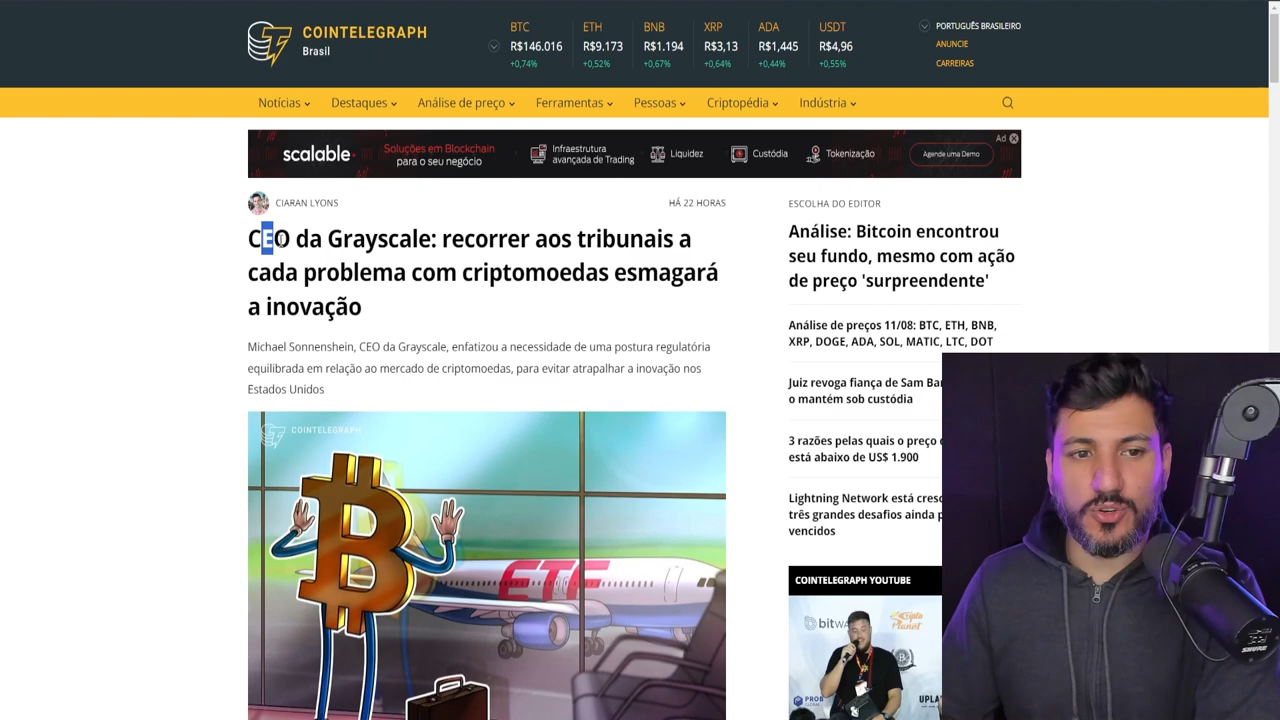 COINTELEGRAPH
Brasil
BTC ETH BNB XRP ADA USDT
R$146.016 R$9.173 R$1.194 R$3,13 R$1,445 R$4,96
+0,74% +0,52% +0,67% +0,64% +0,44% +0,55%
PORTUGUÊS BRASILEIRO
ANUNCIE
CARREIRAS
Notícias Destaques Análise de preço Ferramentas Pessoas Criptopédia Indústria
scalable.
Soluções em Blockchain
para o seu negócio
Infraestrutura
avançada de Trading
Liquidez
Custódia
Tokenização
Agende uma Demo
Ad
CIARAN LYONS
HÁ 22 HORAS
CEO da Grayscale: recorrer aos tribunais a
cada problema com criptomoedas esmagará
a inovação
Michael Sonnenshein, CEO da Grayscale, enfatizou a necessidade de uma postura regulatória
equilibrada em relação ao mercado de criptomoedas, para evitar atrapalhar a inovação nos
Estados Unidos
COINTELEGRAPH
ETF
ESCOLHA DO EDITOR
Análise: Bitcoin encontrou
seu fundo, mesmo com ação
de preço 'surpreendente'
Análise de preços 11/08: BTC, ETH, BNB,
XRP, DOGE, ADA, SOL, MATIC, LTC, DOT
Juiz revoga fiança de Sam
o mantém sob custódia
3 razões pelas quais o preço
está abaixo de US$ 1.900
Lightning Network está
três grandes desafios ainda
vencidos
COINTELEGRAPH YOUTUBE
SHURE